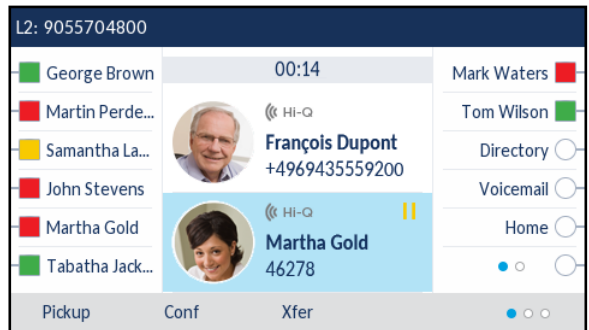 L2: 9055704800
George Brown
Martin Perde...
Samantha La...
John Stevens
Martha Gold
Tabatha Jack...
00:14
Hi-Q
François Dupont
+4969435559200
Hi-Q
Martha Gold
46278
Mark Waters
Tom Wilson
Directory
Voicemail
Home
Pickup Conf Xfer